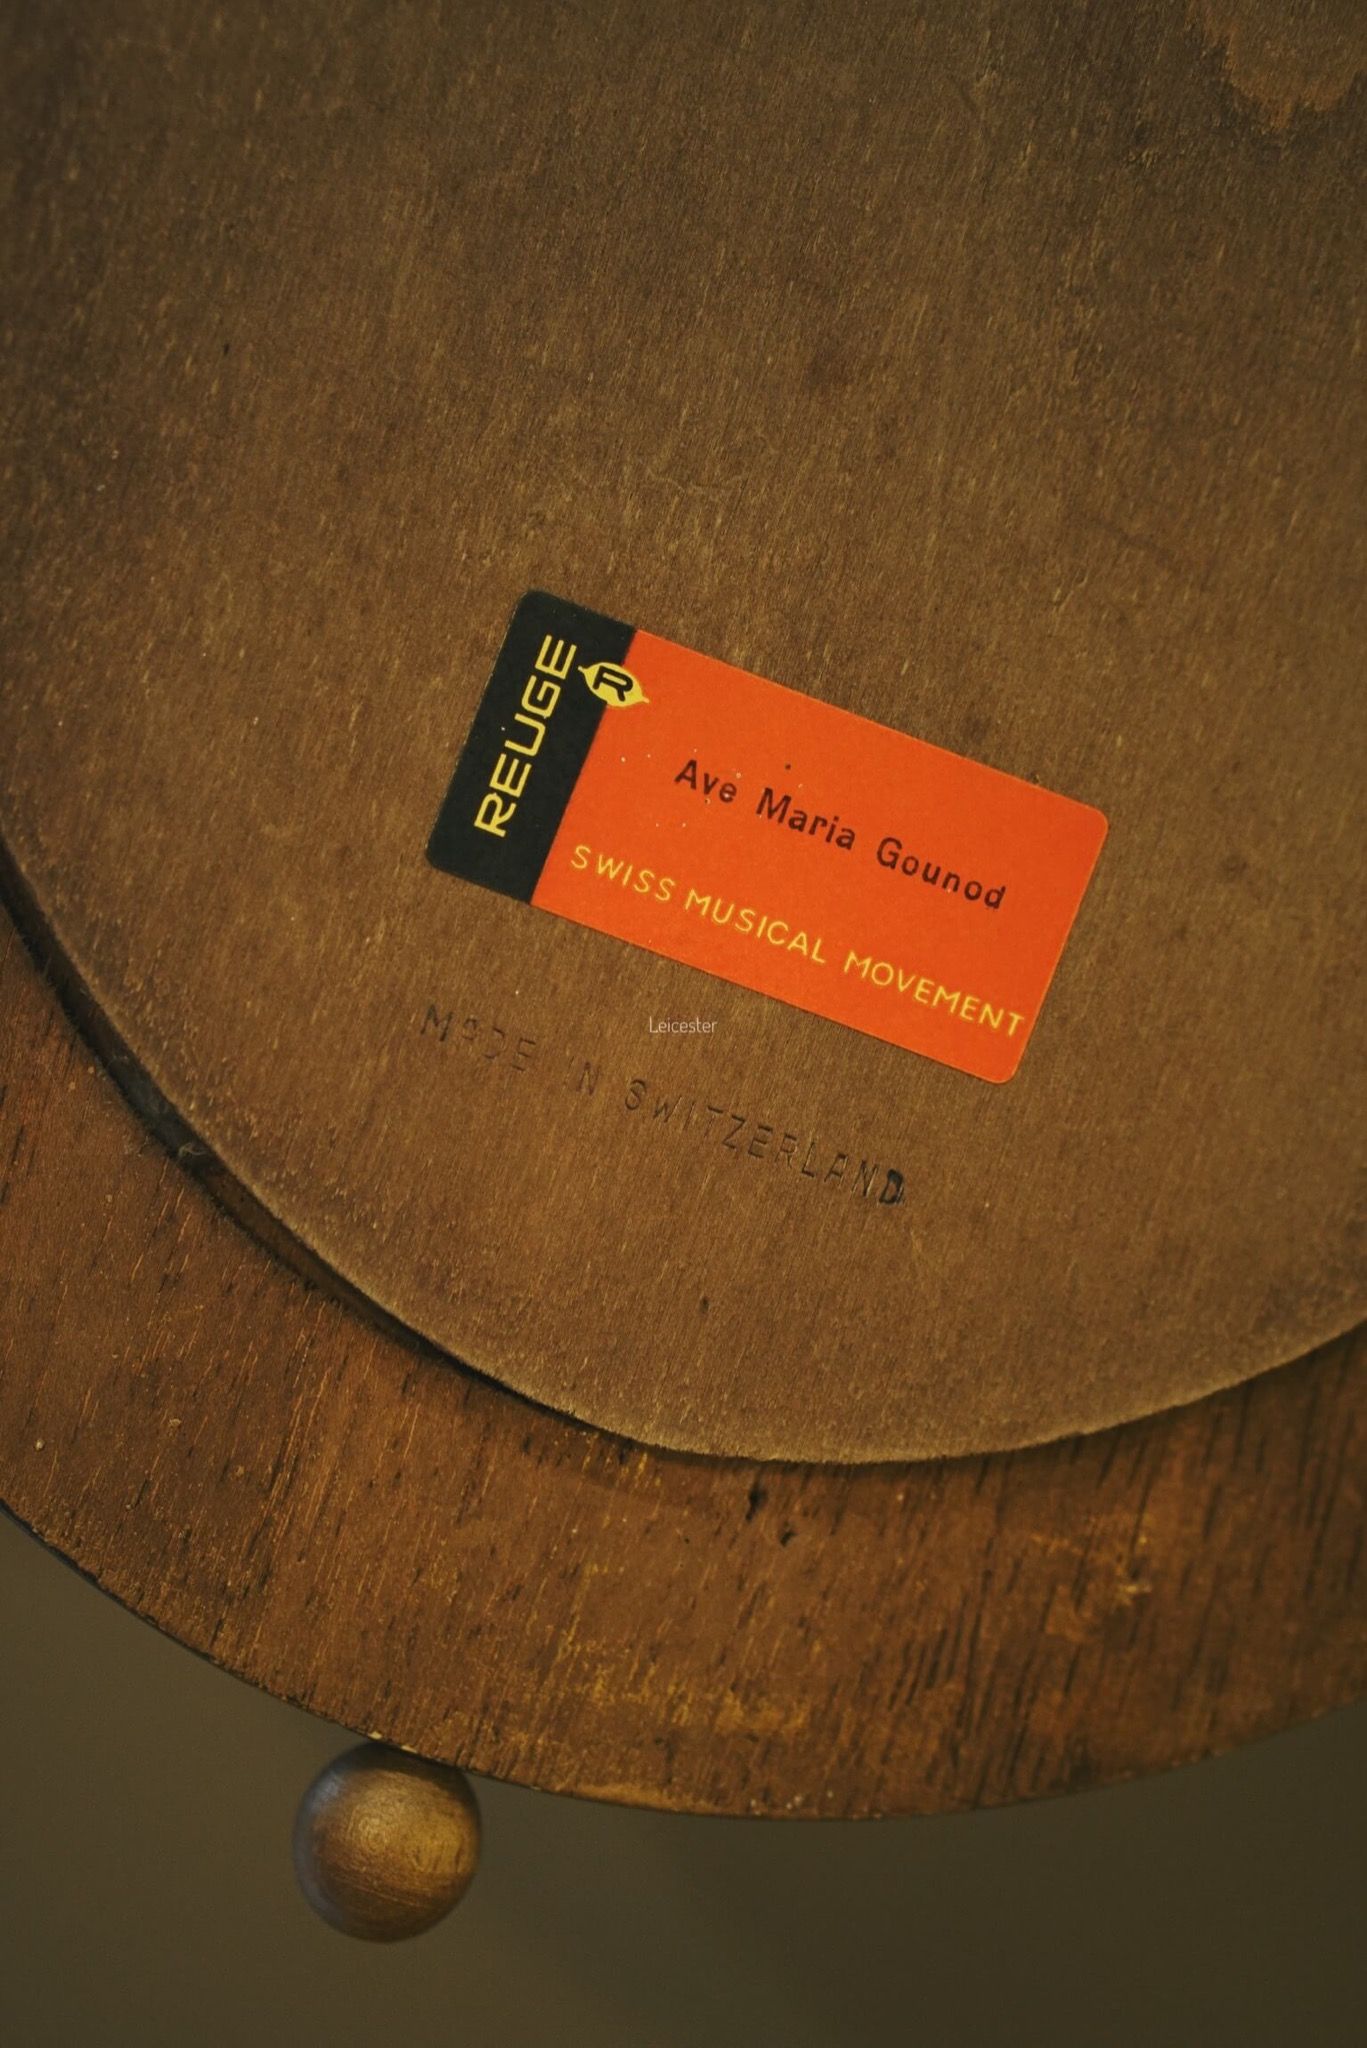 REUGE
R
Ave Maria Gounod
SWISS MUSICAL MOVEMENT
Leicester
MADE IN SWITZERLAND